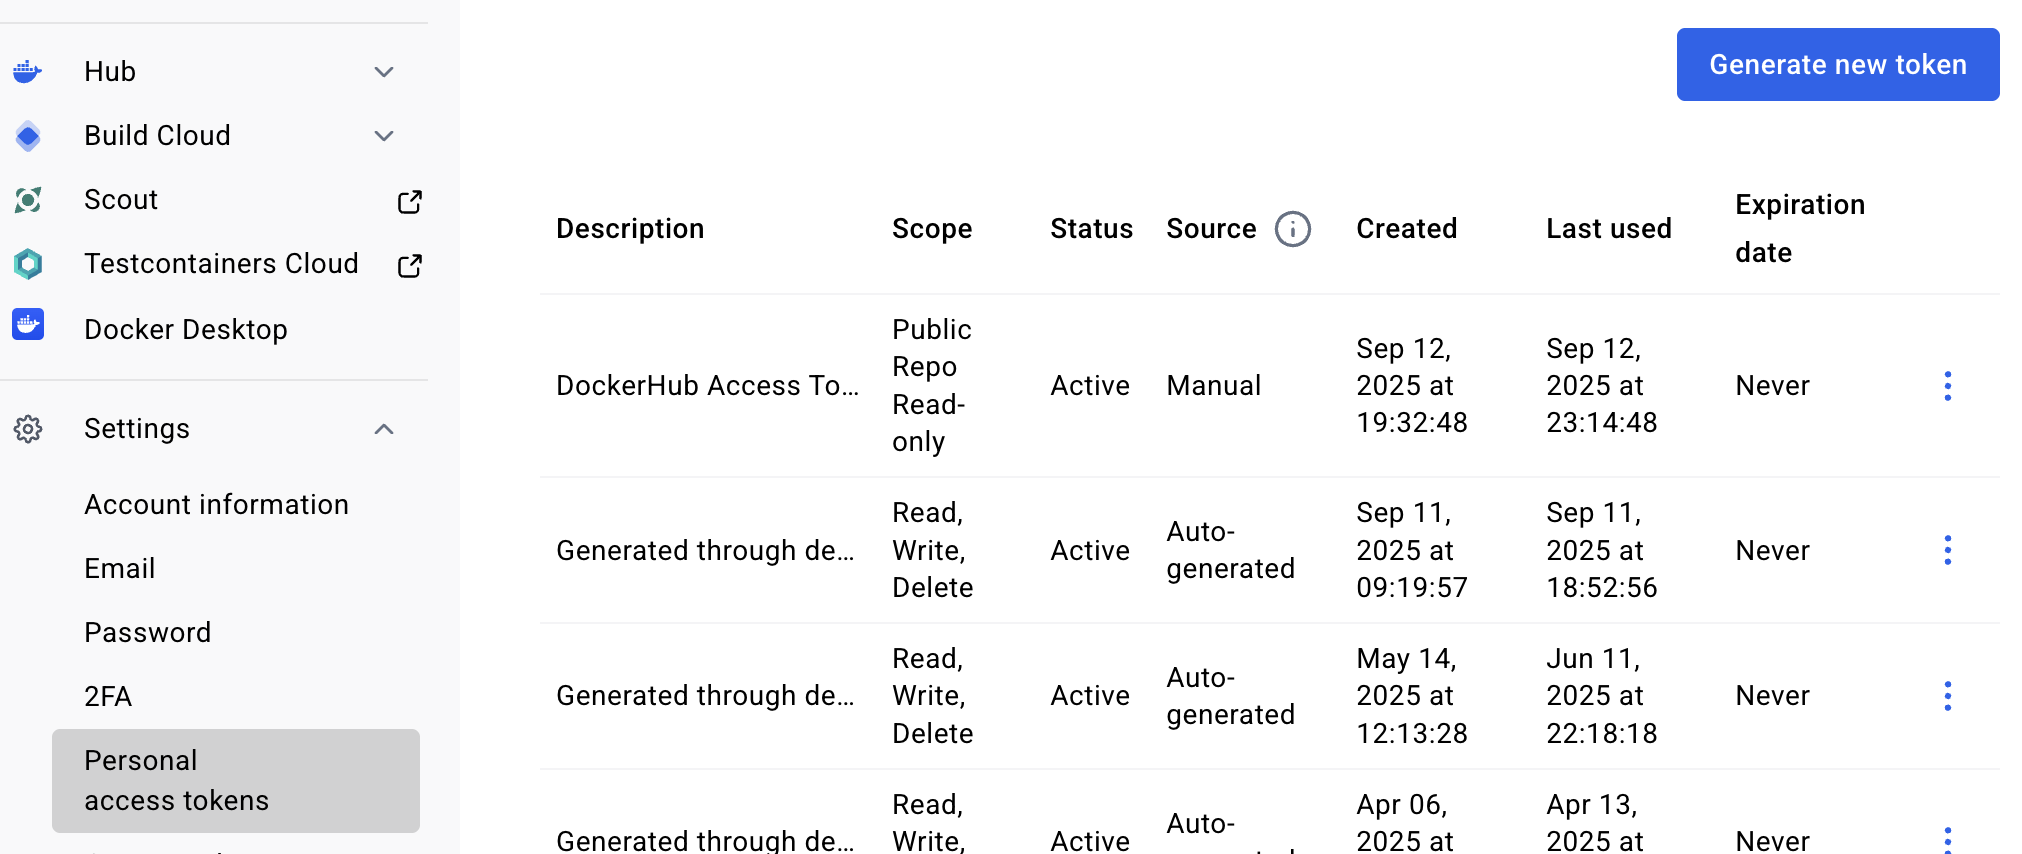 Hub
Build Cloud
Scout
Testcontainers Cloud
Docker Desktop
Settings
Account information
Email
Password
2FA
Personal
access tokens
Generate new token
Description
Scope
Status
Source
Created
Last used
Expiration
date
DockerHub Access To...
Public
Repo
Read-
only
Active
Manual
Sep 12,
2025 at
19:32:48
Sep 12,
2025 at
23:14:48
Never
Generated through de...
Read,
Write,
Delete
Active
Auto-
generated
Sep 11,
2025 at
09:19:57
Sep 11,
2025 at
18:52:56
Never
Generated through de...
Read,
Write,
Delete
Active
Auto-
generated
May 14,
2025 at
12:13:28
Jun 11,
2025 at
22:18:18
Never
Generated through de...
Read,
Write,
Active
Auto-
Apr 06,
2025 at
Apr 13,
2025 at
Never